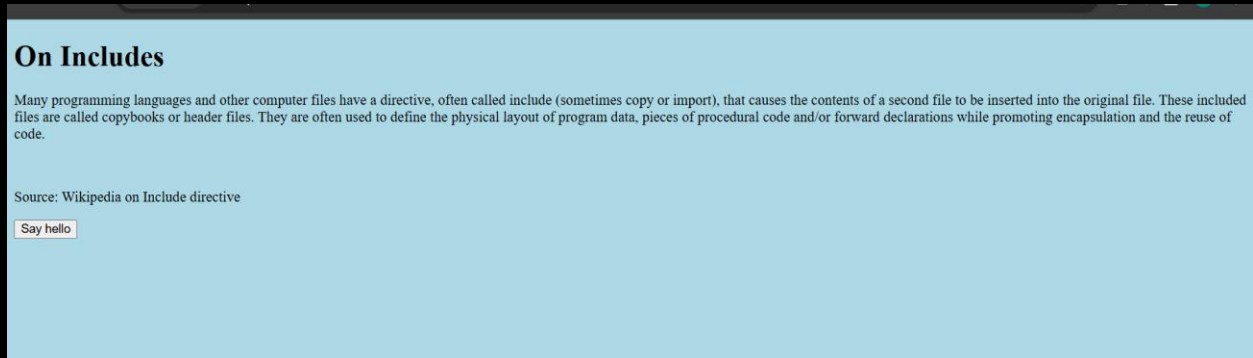 On Includes
Many programming languages and other computer files have a directive, often called include (sometimes copy or import), that causes the contents of a second file to be inserted into the original file. These included
files are called copybooks or header files. They are often used to define the physical layout of program data, pieces of procedural code and/or forward declarations while promoting encapsulation and the reuse of
code.
Source: Wikipedia on Include directive
Say hello